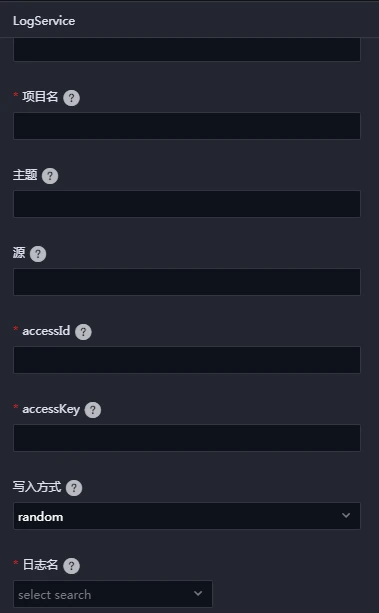 LogService
* 项目名 ?
主题 ?
源 ?
* accessId ?
* accessKey ?
写入方式 ?
random
* 日志名 ?
select search